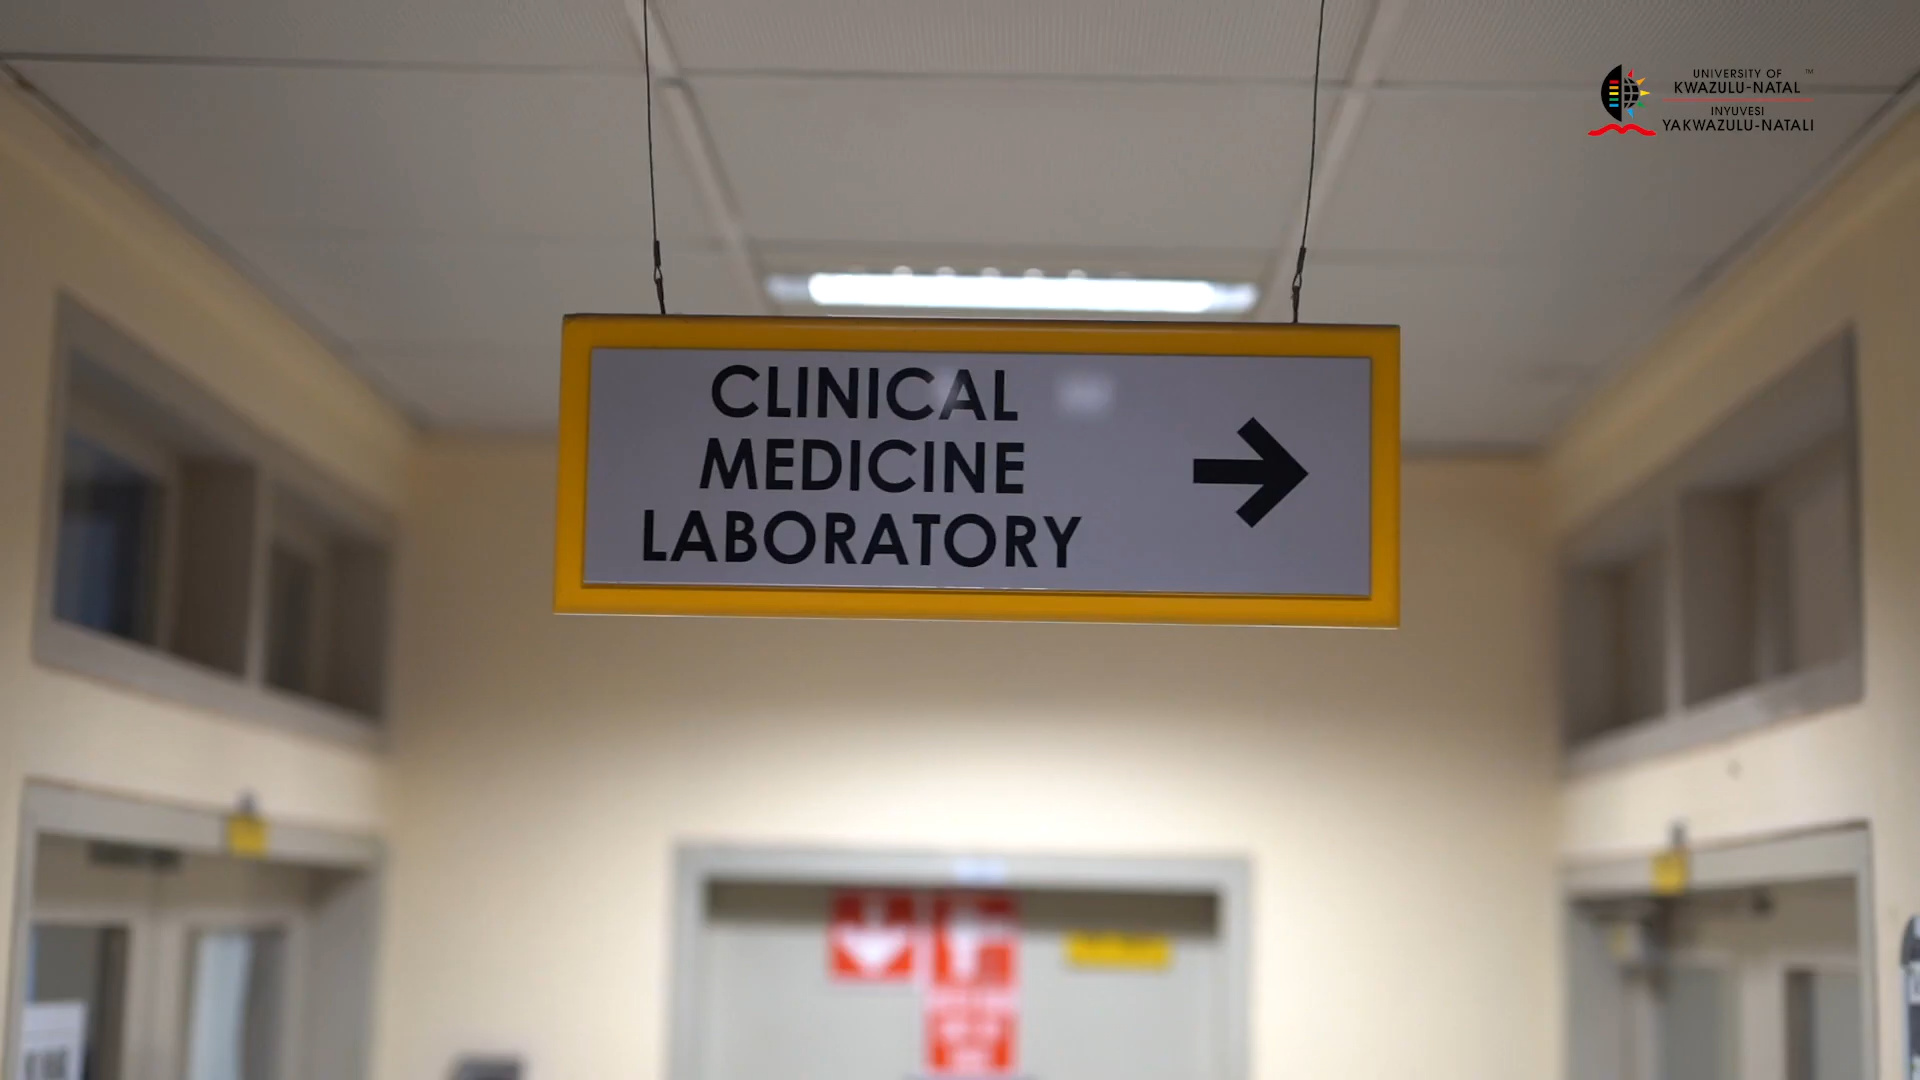 UNIVERSITY OF
KWAZULU-NATAL
INYUVESI
YAKWAZULU-NATALI
CLINICAL
MEDICINE
LABORATORY